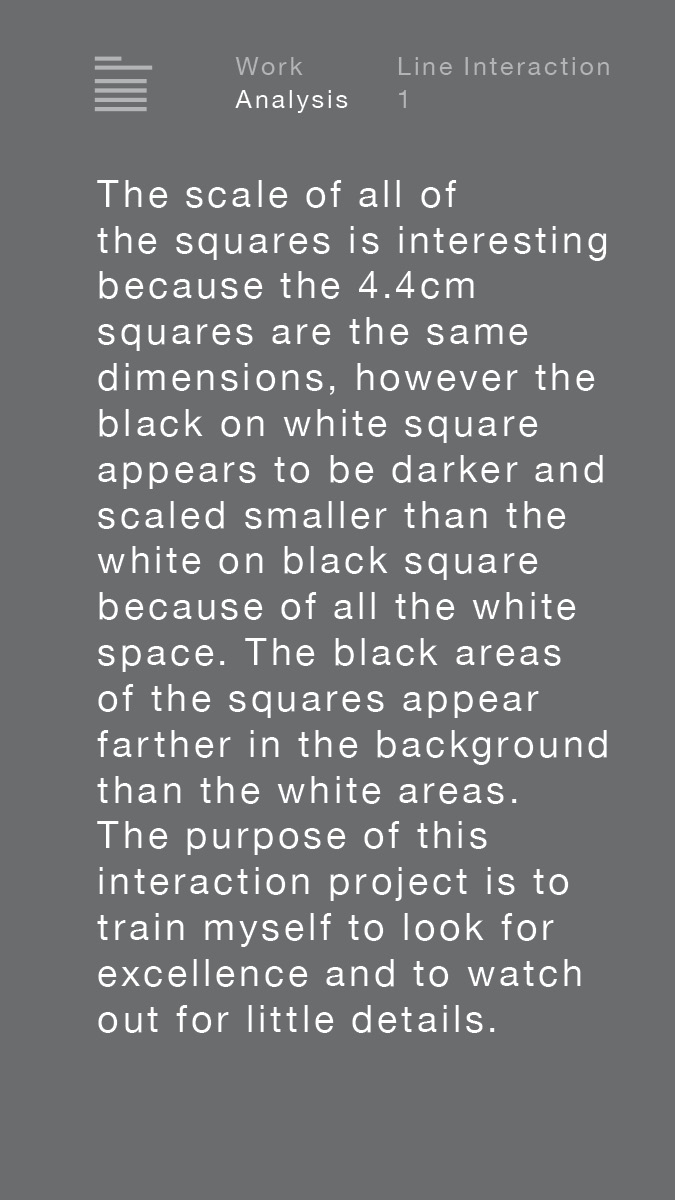 Work
Analysis
Line Interaction
1
The scale of all of
the squares is interesting
because the 4.4cm
squares are the same
dimensions, however the
black on white square
appears to be darker and
scaled smaller than the
white on black square
because of all the white
space. The black areas
of the squares appear
farther in the background
than the white areas.
The purpose of this
interaction project is to
train myself to look for
excellence and to watch
out for little details.